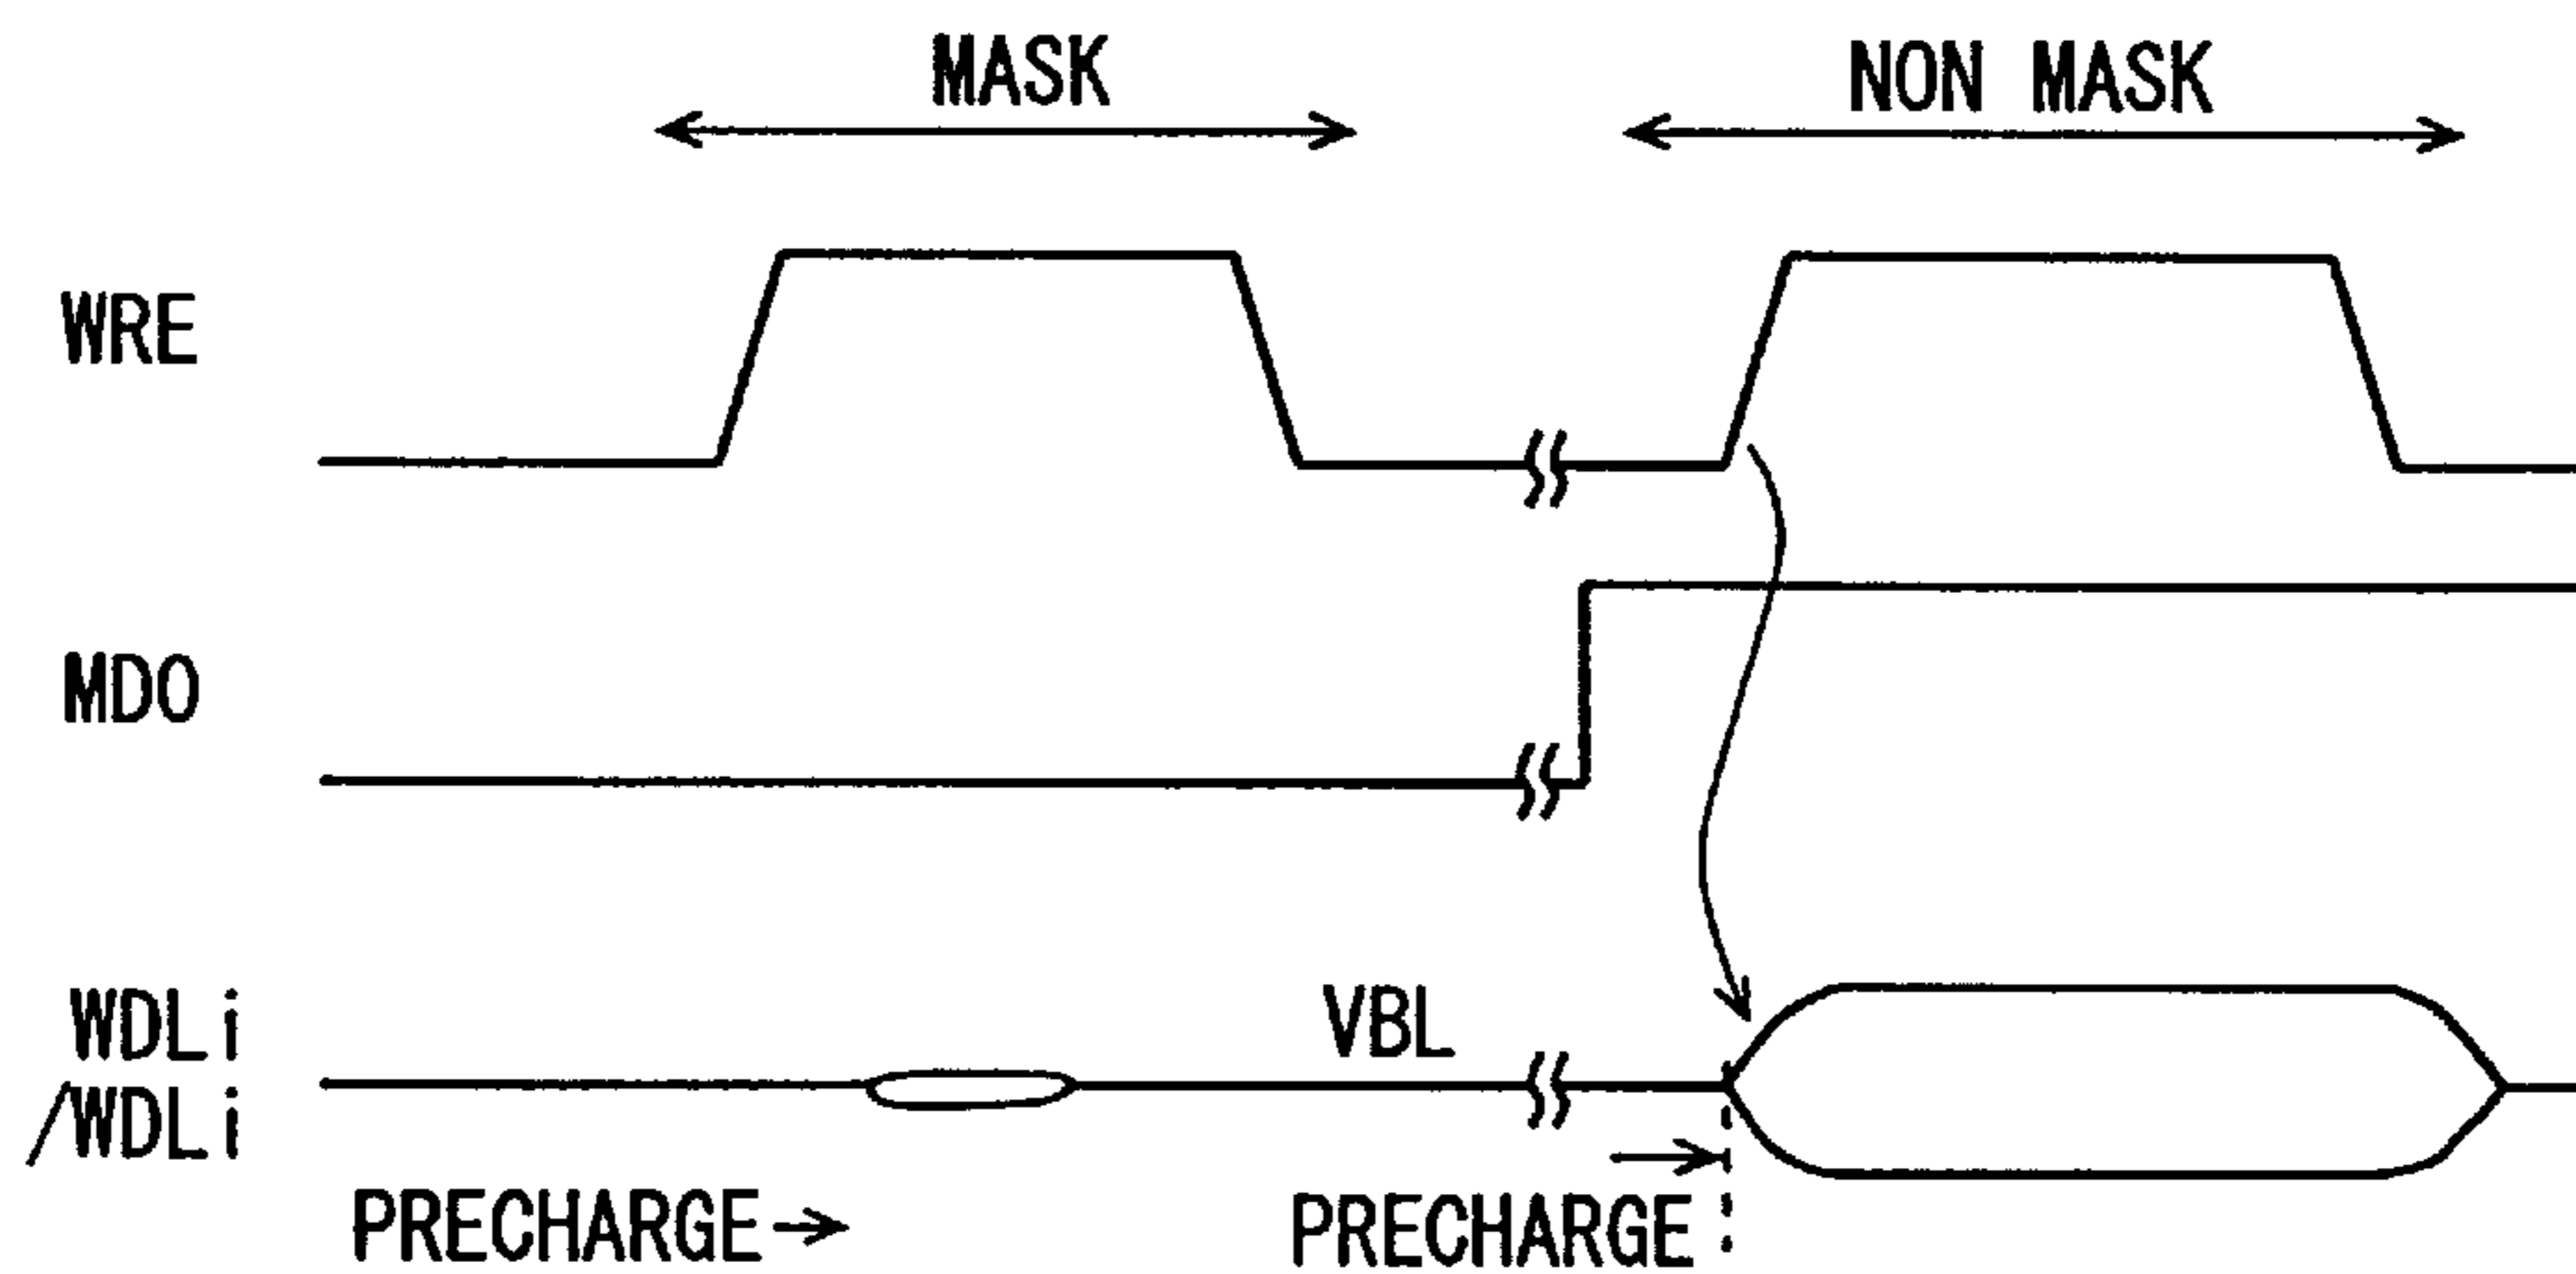 MASK
NON MASK
WRE
MDO
WDLi
/WDLi
VBL
PRECHARGE
PRECHARGE